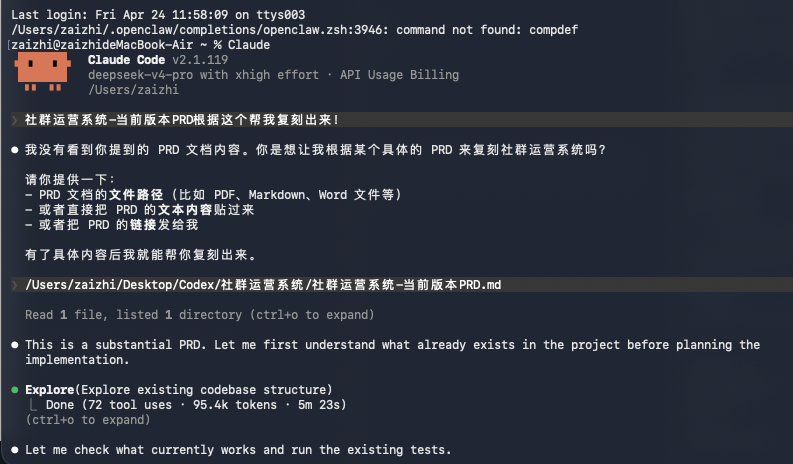 Last login: Fri Apr 24 11:58:09 on ttys003
/Users/zaizhi/.openclaw/completions/openclaw.zsh:3946: command not found: compdef
[zaizhi@zaizhideMacBook-Air ~ % Claude
Claude Code v2.1.119
deepseek-v4-pro with xhigh effort · API Usage Billing
/Users/zaizhi
❯ 社群运营系统-当前版本PRD根据这个帮我复刻出来!
● 我没有看到你提到的 PRD 文档内容。你是想让我根据某个具体的 PRD 来复刻社群运营系统吗?
请你提供一下:
- PRD 文档的文件路径 (比如 PDF、Markdown、Word 文件等)
- 或者直接把 PRD 的文本内容贴过来
- 或者把 PRD 的链接发给我
有了具体内容后我就能帮你复刻出来。
❯ /Users/zaizhi/Desktop/Codex/社群运营系统/社群运营系统-当前版本PRD.md
Read 1 file, listed 1 directory (ctrl+o to expand)
● This is a substantial PRD. Let me first understand what already exists in the project before planning the
implementation.
● Explore(Explore existing codebase structure)
⎿ Done (72 tool uses · 95.4k tokens · 5m 23s)
(ctrl+o to expand)
● Let me check what currently works and run the existing tests.